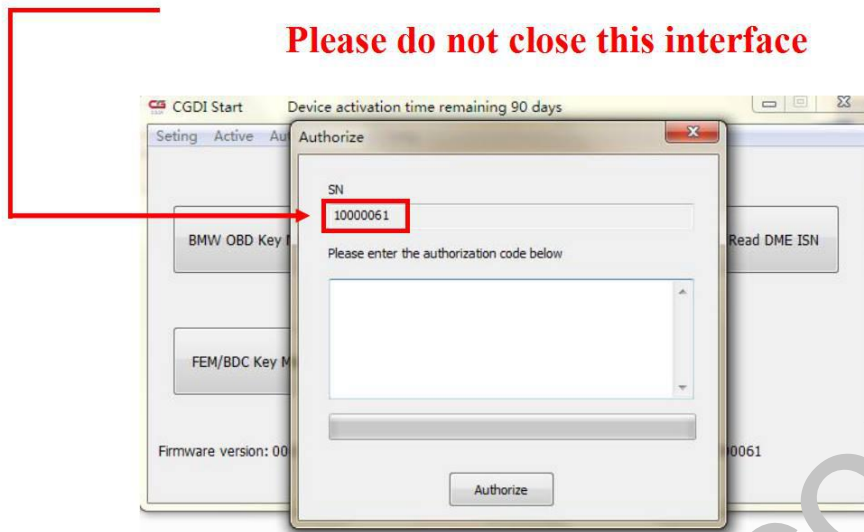 Please do not close this interface
CG CGDI Start Device activation time remaining 90 days
Seting Active Au
Authorize
SN
10000061
BMW OBD Key
Read DME ISN
Please enter the authorization code below
FEM/BDC Key M
Firmware version: 00
0061
Authorize